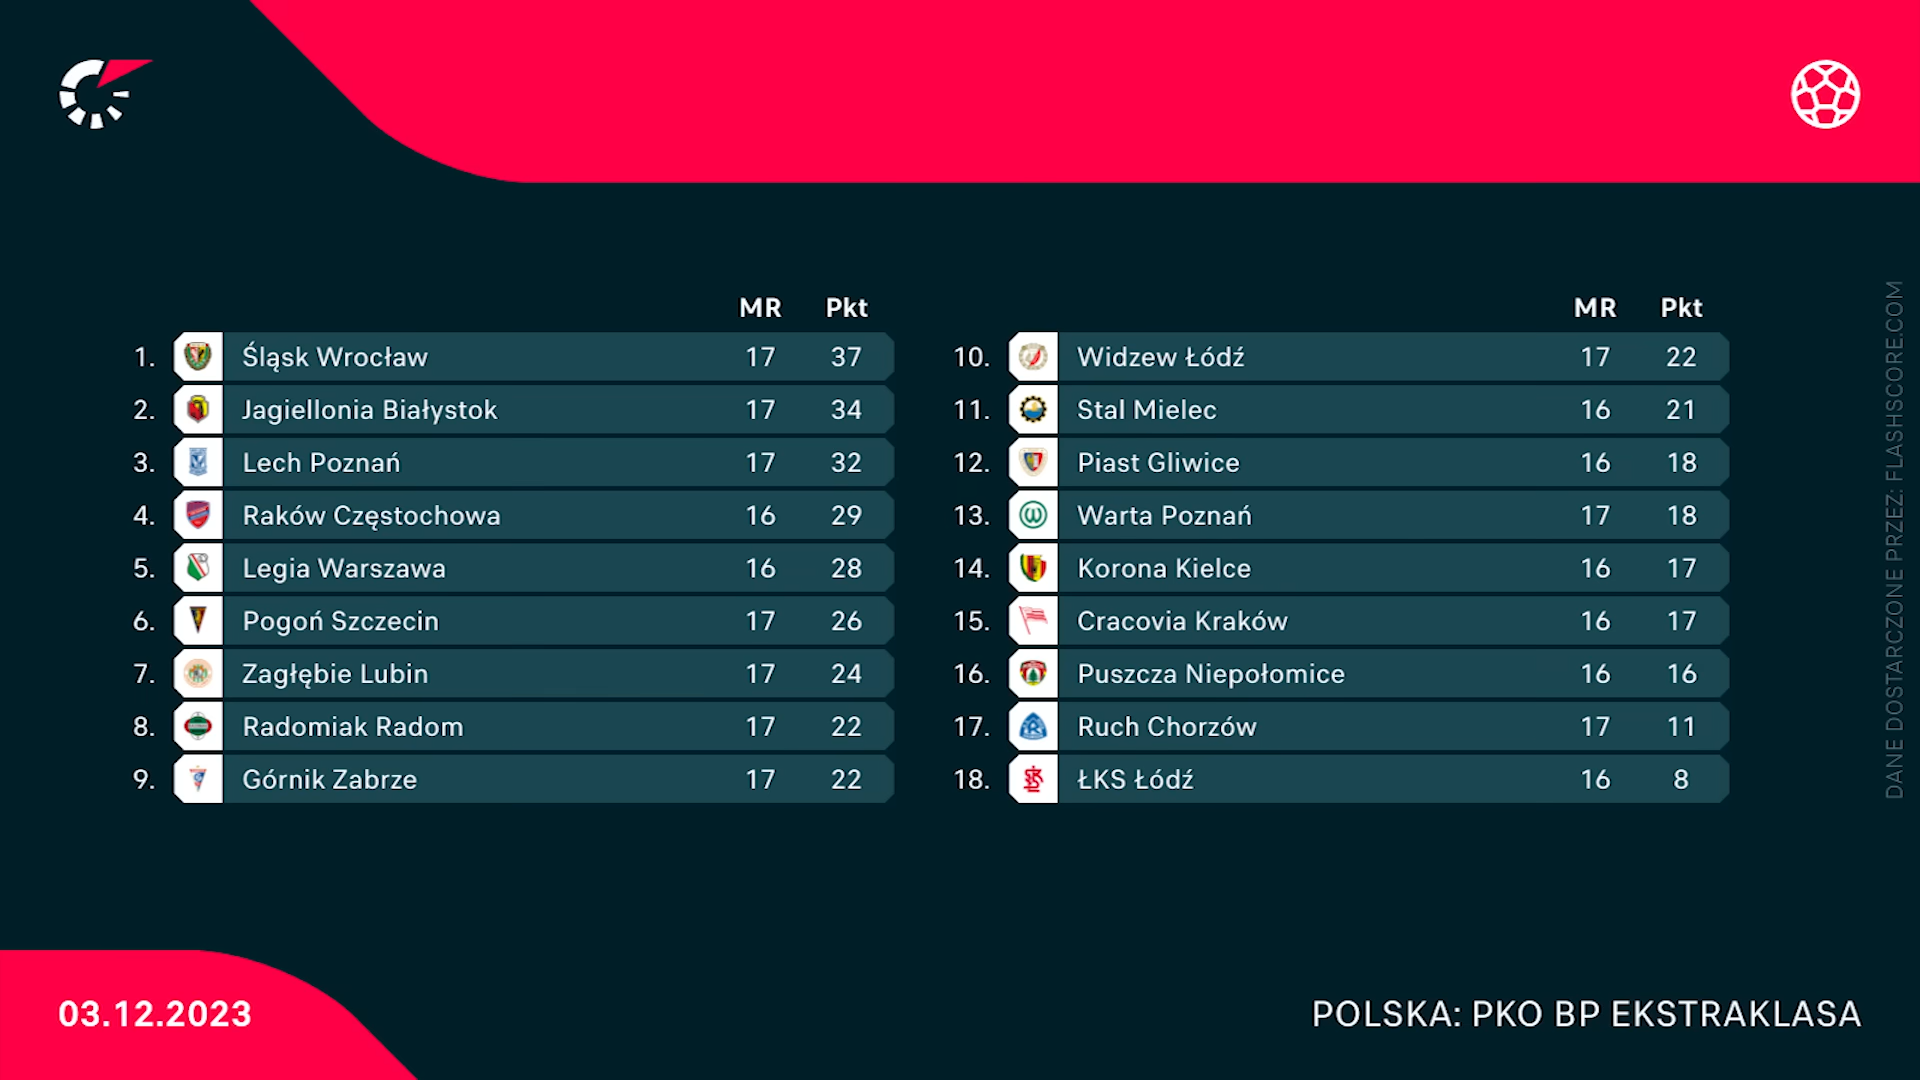 MR Pkt
1. Śląsk Wrocław 17 37
2. Jagiellonia Białystok 17 34
3. Lech Poznań 17 32
4. Raków Częstochowa 16 29
5. Legia Warszawa 16 28
6. Pogoń Szczecin 17 26
7. Zagłębie Lubin 17 24
8. Radomiak Radom 17 22
9. Górnik Zabrze 17 22
MR Pkt
10. Widzew Łódź 17 22
11. Stal Mielec 16 21
12. Piast Gliwice 16 18
13. Warta Poznań 17 18
14. Korona Kielce 16 17
15. Cracovia Kraków 16 17
16. Puszcza Niepołomice 16 16
17. Ruch Chorzów 17 11
18. ŁKS Łódź 16 8
DANE DOSTARCZONE PRZEZ: FLASHSCORE.COM
03.12.2023
POLSKA: PKO BP EKSTRAKLASA